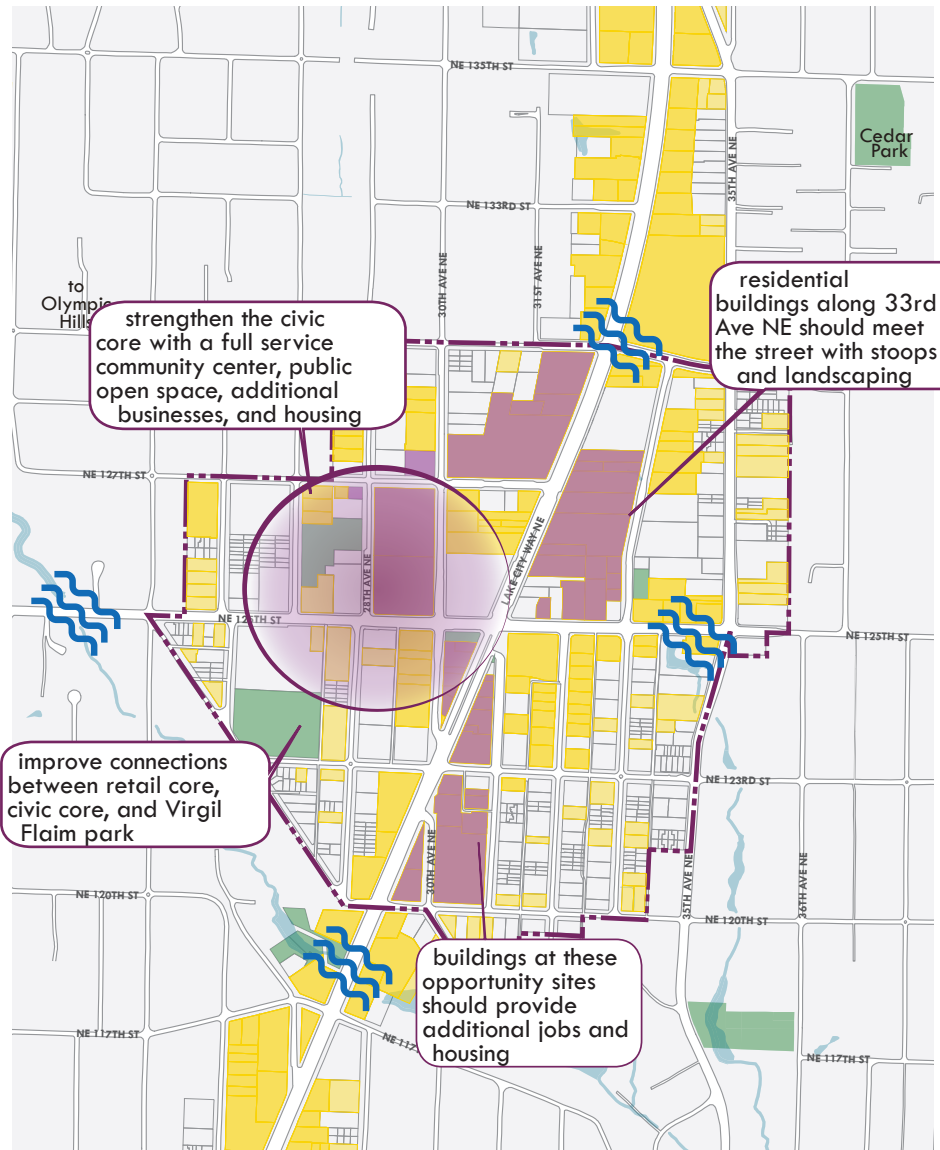 NE 135TH ST
Cedar
Park
35TH AVE NE
NE 133RD ST
30TH AVE NE
31ST AVE NE
to
Olympic
Hills
residential
buildings along 33rd
Ave NE should meet
the street with stoops
and landscaping
strengthen the civic
core with a full service
community center, public
open space, additional
businesses, and housing
NE 127TH ST
LAKE CITY WAY NE
28TH AVE NE
NE 125TH ST
NE 125TH ST
improve connections
between retail core,
civic core, and Virgil
Flaim park
NE 123RD ST
30TH AVE NE
35TH AVE NE
36TH AVE NE
NE 120TH ST
NE 120TH ST
buildings at these
opportunity sites
should provide
additional jobs and
housing
NE 117TH ST
NE 117
NE 117TH ST